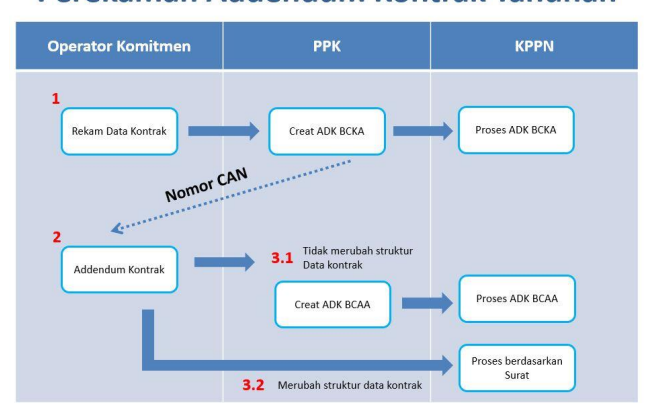 Perekaman Addendum Kontrak Tahunan
Operator Komitmen
PPK
KPPN
1
Rekam Data Kontrak
Creat ADK BCKA
Proses ADK BCKA
Nomor CAN
2
Addendum Kontrak
3.1 Tidak merubah struktur
Data kontrak
Creat ADK BCAA
Proses ADK BCAA
Proses berdasarkan
Surat
3.2 Merubah struktur data kontrak